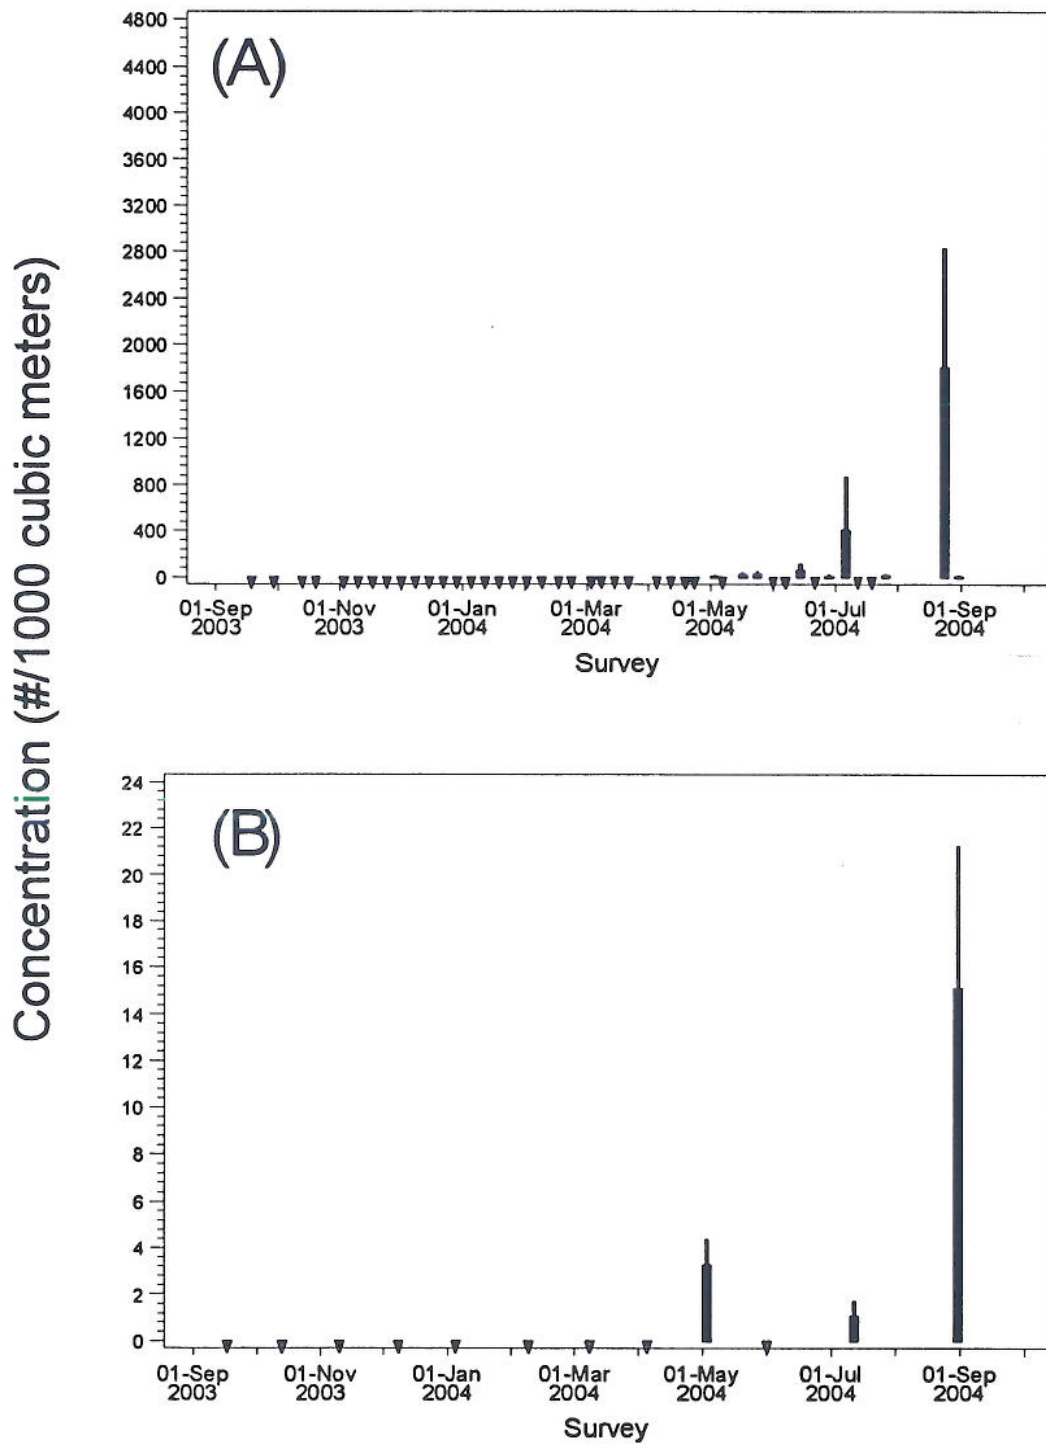 Concentration (#/1000 cubic meters)
(A)
4800
4400
4000
3600
3200
2800
2400
2000
1600
1200
800
400
0
01-Sep 01-Nov 01-Jan 01-Mar 01-May 01-Jul 01-Sep
2003 2003 2004 2004 2004 2004 2004
Survey
(B)
24
22
20
18
16
14
12
10
8
6
4
2
0
01-Sep 01-Nov 01-Jan 01-Mar 01-May 01-Jul 01-Sep
2003 2003 2004 2004 2004 2004 2004
Survey